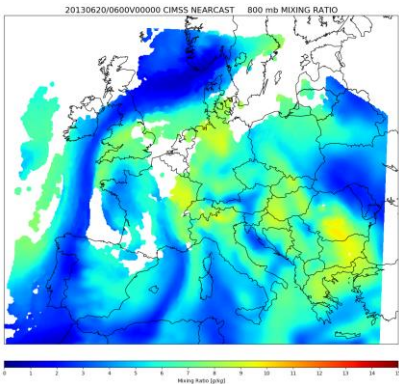 20130620/0600V00000 CIMSS NEARCAST 800 mb MIXING RATIO
0 1 2 3 4 5 6 7 8 9 10 11 12 13 14 15
Mixing Ratio [g/kg]